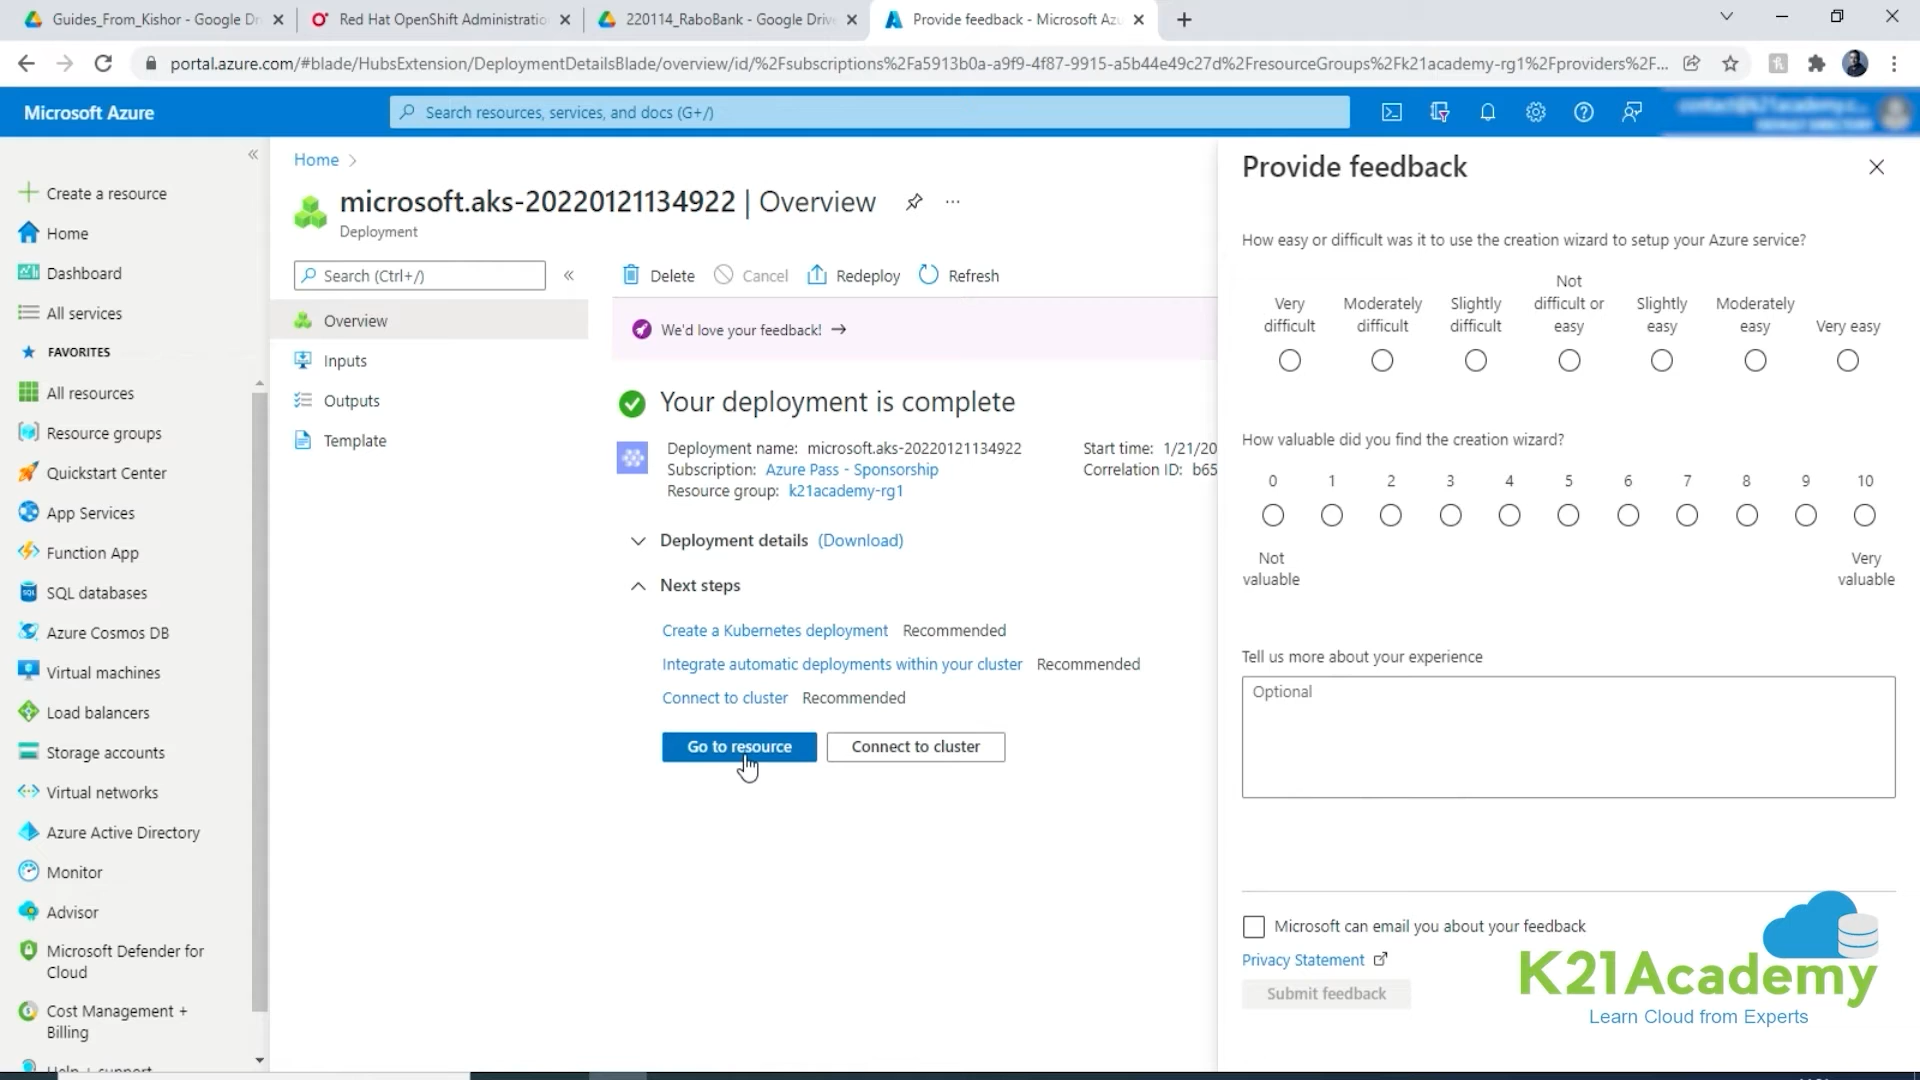 Guides_From_Kishor - Google Dr
Red Hat OpenShift Administratio
220114_RaboBank - Google Drive
Provide feedback - Microsoft Azu
portal.azure.com/#blade/HubsExtension/DeploymentDetailsBlade/overview/id/%2Fsubscriptions%2Fa5913b0a-a9f9-4f87-9915-a5b44e49c27d%2FresourceGroups%2Fk21academy-rg1%2Fproviders%2F...
Microsoft Azure
Search resources, services, and docs (G+/)
Create a resource
Home
Dashboard
All services
FAVORITES
All resources
Resource groups
Quickstart Center
App Services
Function App
SQL databases
Azure Cosmos DB
Virtual machines
Load balancers
Storage accounts
Virtual networks
Azure Active Directory
Monitor
Advisor
Microsoft Defender for
Cloud
Cost Management +
Billing
Help + support
Home >
microsoft.aks-20220121134922 | Overview
Deployment
Search (Ctrl+/)
Overview
Inputs
Outputs
Template
Delete
Cancel
Redeploy
Refresh
We'd love your feedback! →
Your deployment is complete
Deployment name: microsoft.aks-20220121134922
Subscription: Azure Pass - Sponsorship
Resource group: k21academy-rg1
Start time: 1/21/20
Correlation ID: b65
Deployment details (Download)
Next steps
Create a Kubernetes deployment Recommended
Integrate automatic deployments within your cluster Recommended
Connect to cluster Recommended
Go to resource
Connect to cluster
Provide feedback
How easy or difficult was it to use the creation wizard to setup your Azure service?
Very
difficult
Moderately
difficult
Slightly
difficult
Not
difficult or
easy
Slightly
easy
Moderately
easy
Very easy
How valuable did you find the creation wizard?
0 1 2 3 4 5 6 7 8 9 10
Not
valuable
Very
valuable
Tell us more about your experience
Optional
Microsoft can email you about your feedback
Privacy Statement
Submit feedback
K21Academy
Learn Cloud from Experts